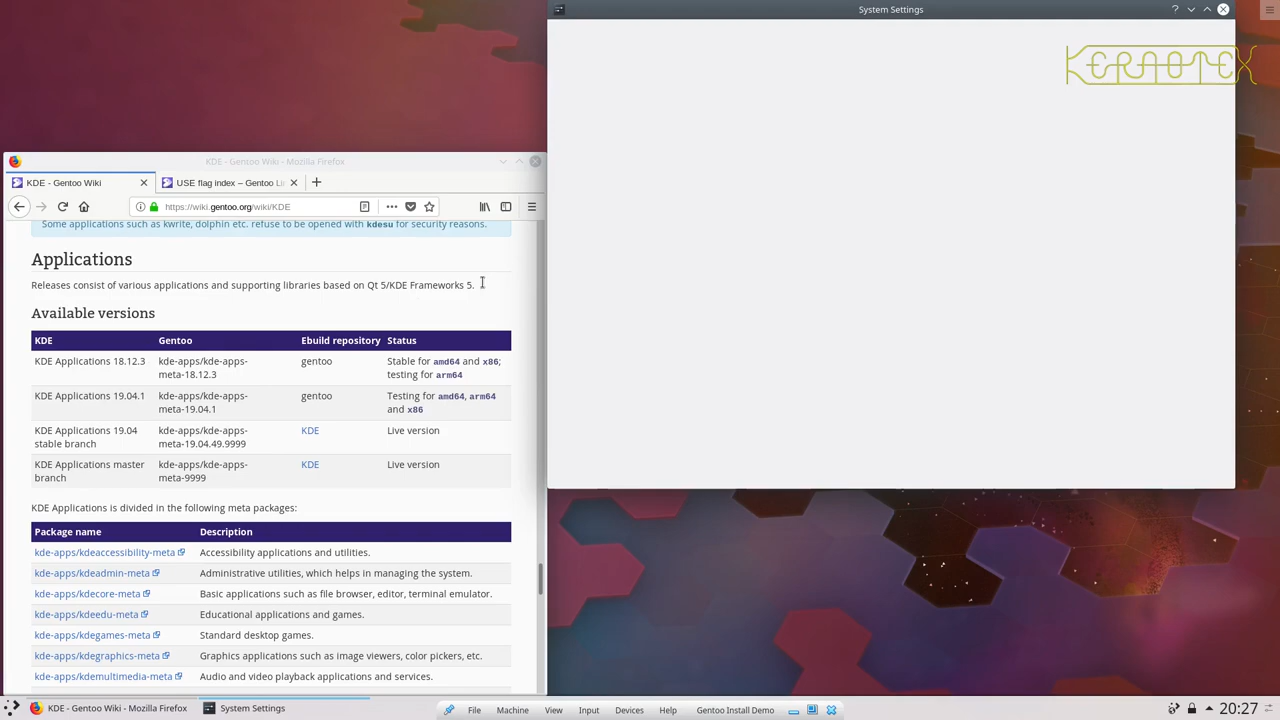 System Settings
KERAOTEX
KDE - Gentoo Wiki - Mozilla Firefox
KDE - Gentoo Wiki
USE flag index – Gentoo Li
https://wiki.gentoo.org/wiki/KDE
Some applications such as kwrite, dolphin etc. refuse to be opened with kdesu for security reasons.
Applications
Releases consist of various applications and supporting libraries based on Qt 5/KDE Frameworks 5.
Available versions
KDE Gentoo Ebuild repository Status
KDE Applications 18.12.3 kde-apps/kde-apps- gentoo Stable for amd64 and x86;
meta-18.12.3 testing for arm64
KDE Applications 19.04.1 kde-apps/kde-apps- gentoo Testing for amd64, arm64
meta-19.04.1 and x86
KDE Applications 19.04 kde-apps/kde-apps- KDE Live version
stable branch meta-19.04.49.9999
KDE Applications master kde-apps/kde-apps- KDE Live version
branch meta-9999
KDE Applications is divided in the following meta packages:
Package name Description
kde-apps/kdeaccessibility-meta Accessibility applications and utilities.
kde-apps/kdeadmin-meta Administrative utilities, which helps in managing the system.
kde-apps/kdecore-meta Basic applications such as file browser, editor, terminal emulator.
kde-apps/kdeedu-meta Educational applications and games.
kde-apps/kdegames-meta Standard desktop games.
kde-apps/kdegraphics-meta Graphics applications such as image viewers, color pickers, etc.
kde-apps/kdemultimedia-meta Audio and video playback applications and services.
KDE - Gentoo Wiki - Mozilla Firefox System Settings File Machine View Input Devices Help Gentoo Install Demo 20:27